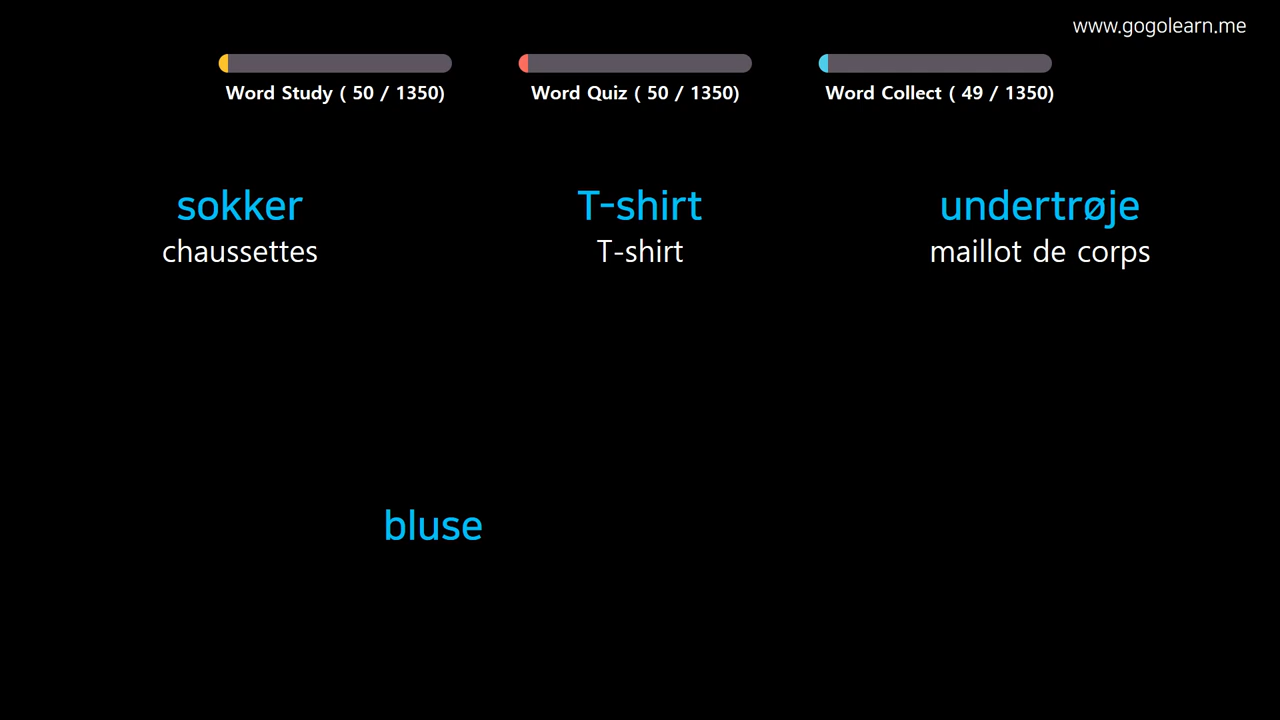 www.gogolearn.me
Word Study ( 50 / 1350)
Word Quiz ( 50 / 1350)
Word Collect ( 49 / 1350)
sokker
chaussettes
T-shirt
T-shirt
undertrøje
maillot de corps
bluse